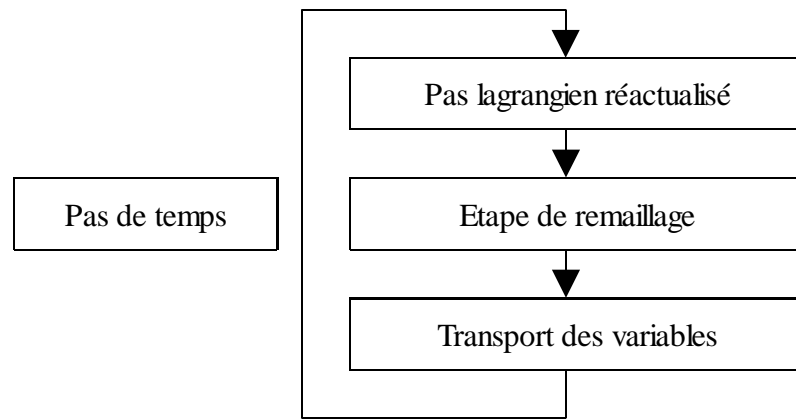 Pas lagrangien réactualisé
Pas de temps
Etape de remaillage
Transport des variables